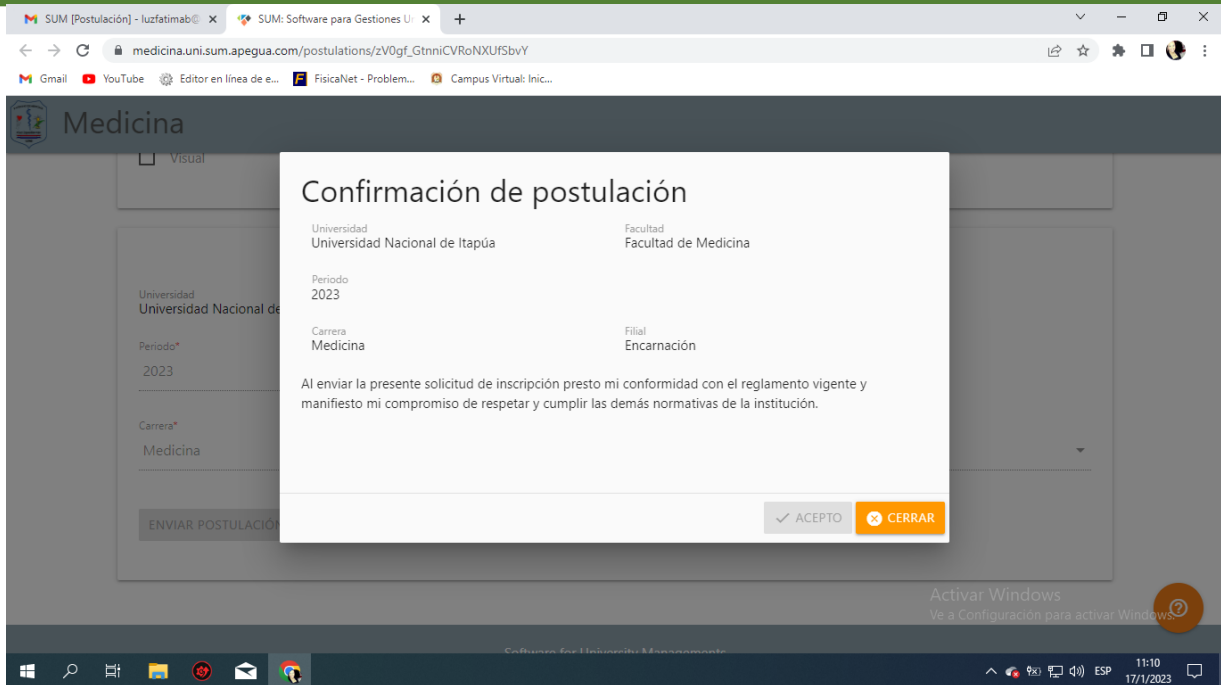 SUM [Postulación] - luzfatimab@
SUM: Software para Gestiones U
medicina.uni.sum.apegua.com/postulations/zV0gf_GtnniCVRoNXUfSbvY
Gmail YouTube Editor en línea de e... FisicaNet - Problem... Campus Virtual: Inic...
Medicina
Visual
Confirmación de postulación
Universidad Facultad
Universidad Nacional de Itapúa Facultad de Medicina
Periodo
2023
Carrera Filial
Medicina Encarnación
Al enviar la presente solicitud de inscripción presto mi conformidad con el reglamento vigente y
manifiesto mi compromiso de respetar y cumplir las demás normativas de la institución.
ACEPTO CERRAR
Universidad
Universidad Nacional de
Periodo*
2023
Carrera*
Medicina
ENVIAR POSTULACIÓN
Activar Windows
Ve a Configuración para activar Windows.
Software for University Managements
ESP
11:10
17/1/2023